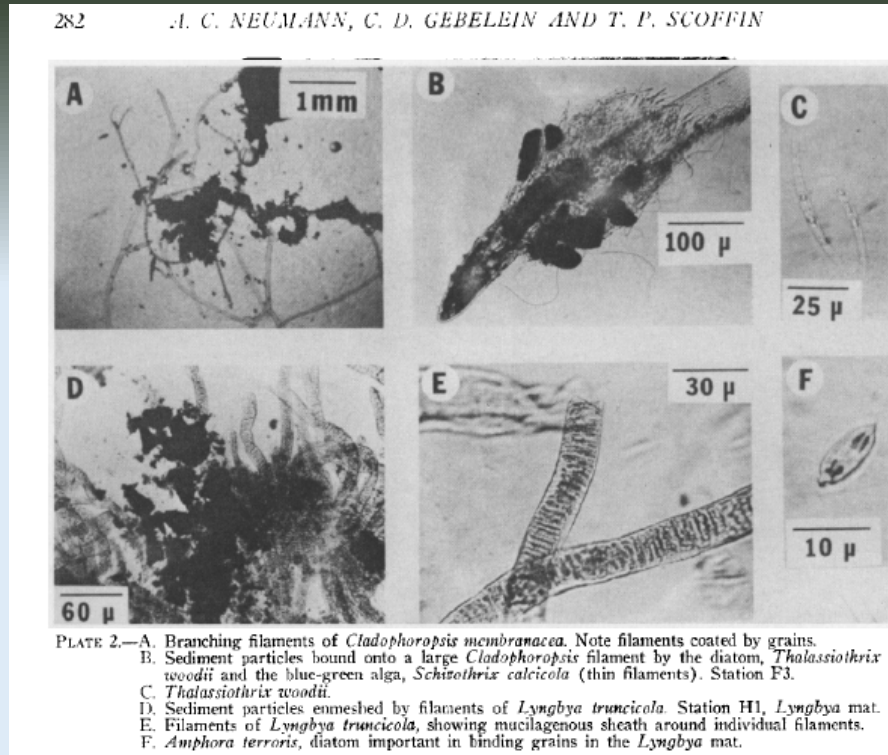 282 A. C. NEUMANN, C. D. GEBELEIN AND T. P. SCOFFIN
A
1mm
B
100 μ
C
25 μ
D
60 μ
E
30 μ
F
10 μ
PLATE 2.—A. Branching filaments of Cladophoropsis membranacea. Note filaments coated by grains.
B. Sediment particles bound onto a large Cladophoropsis filament by the diatom, Thalassiothrix
woodii and the blue-green alga, Schizothrix calcicola (thin filaments). Station F3.
C. Thalassiothrix woodii.
D. Sediment particles enmeshed by filaments of Lyngbya truncicola. Station H1, Lyngbya mat.
E. Filaments of Lyngbya truncicola, showing mucilagenous sheath around individual filaments.
F. Amphora terroris, diatom important in binding grains in the Lyngbya mat.